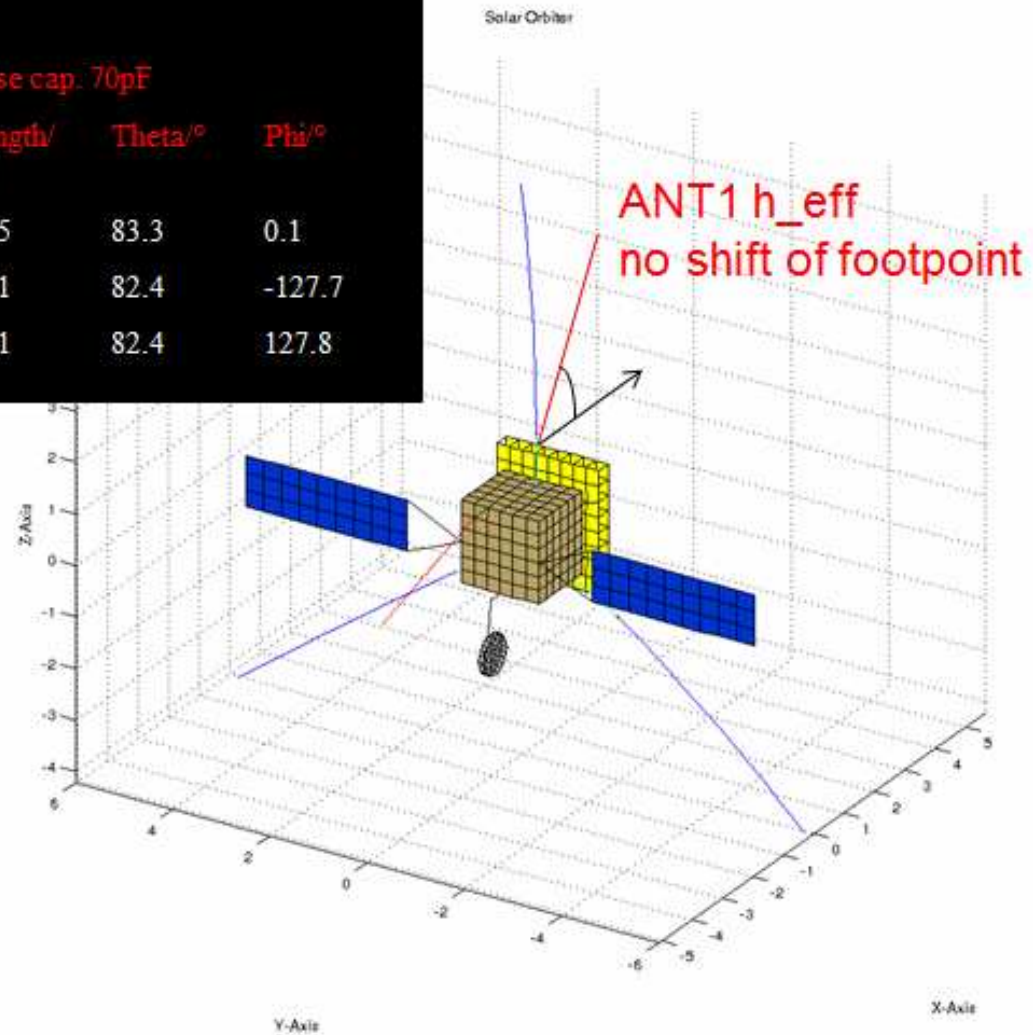 Solar Orbiter
se cap. 70pF
ngth/ Theta/° Phi/°
5 83.3 0.1
1 82.4 -127.7
1 82.4 127.8
ANT1 h_eff
no shift of footpoint
3
2
1
0
-1
-2
-3
-4
Z-Axis
6
4
2
0
-2
-4
-6
Y-Axis
5
4
3
2
1
0
-1
-2
-3
-4
-5
X-Axis